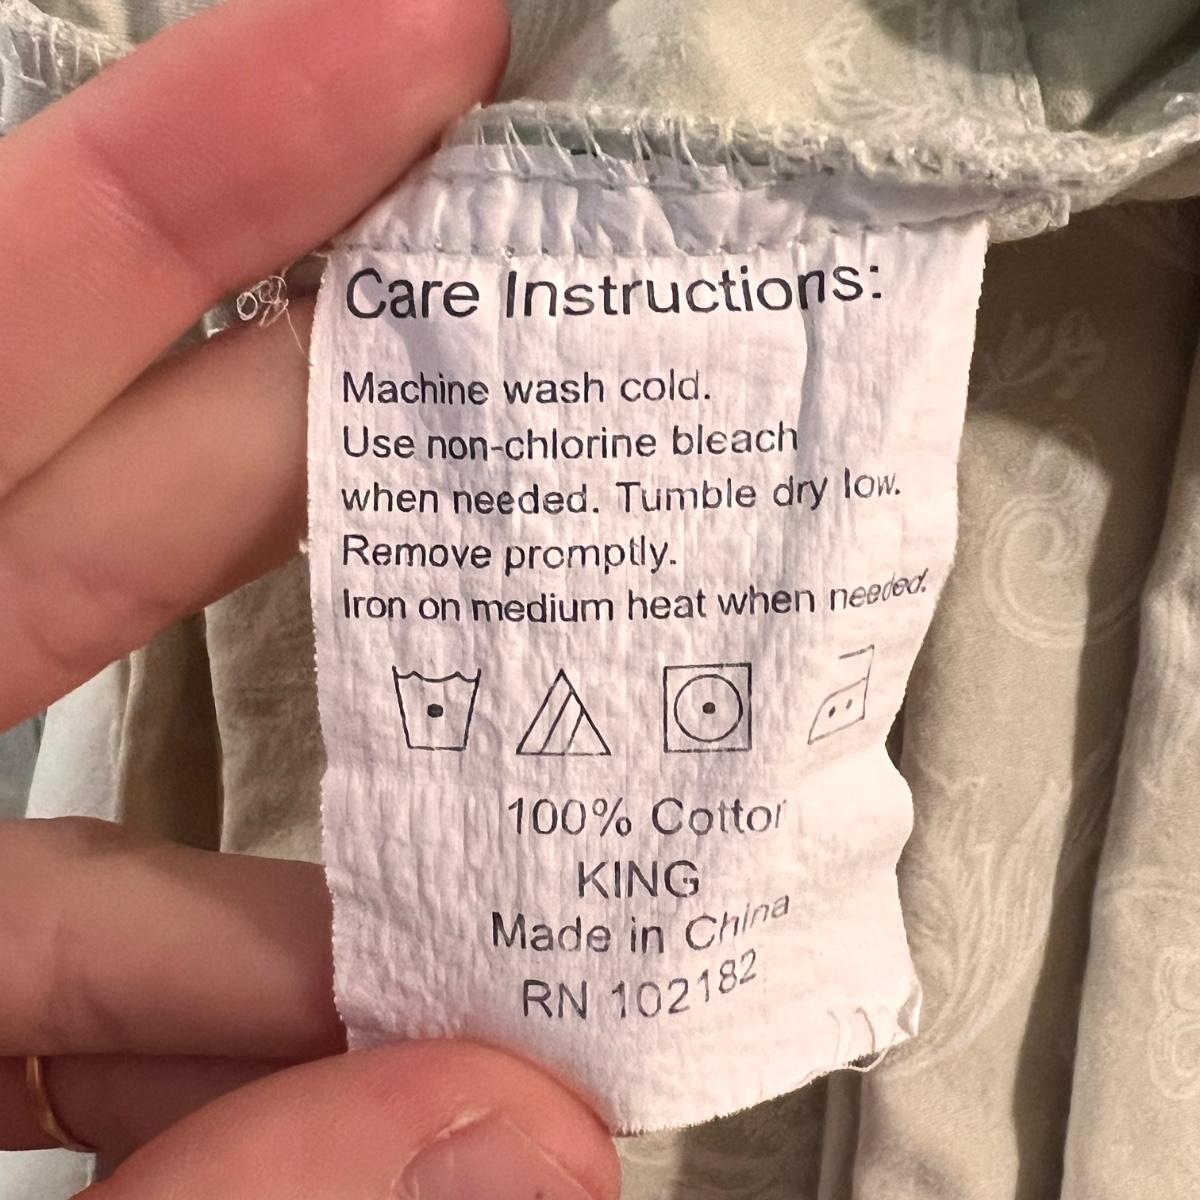 Care Instructions:
Machine wash cold.
Use non-chlorine bleach
when needed. Tumble dry low.
Remove promptly.
Iron on medium heat when needed.
100% Cotton
KING
Made in China
RN 102182